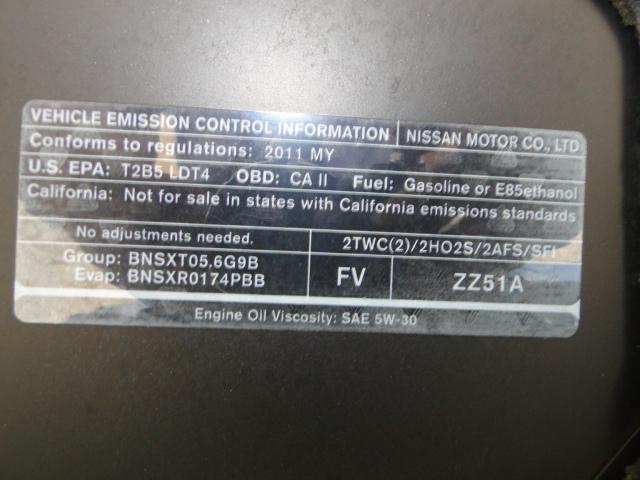 VEHICLE EMISSION CONTROL INFORMATION NISSAN MOTOR CO., LTD
Conforms to regulations: 2011 MY
U.S. EPA: T2B5 LDT4 OBD: CA II Fuel: Gasoline or E85ethanol
California: Not for sale in states with California emissions standards
No adjustments needed. 2TWC(2)/2HO2S/2AFS/SFI
Group: BNSXT05.6G9B
Evap: BNSXR0174PBB
FV ZZ51A
Engine Oil Viscosity: SAE 5W-30